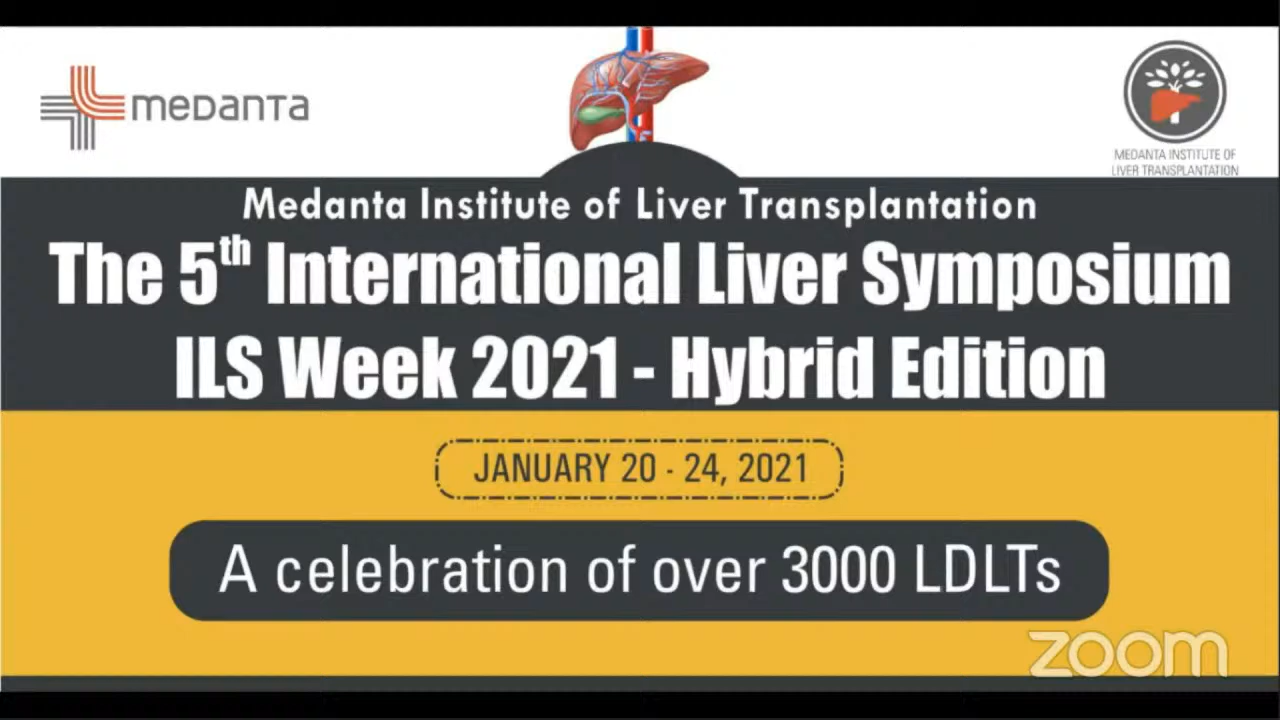 medanta
MEDANTA INSTITUTE OF
LIVER TRANSPLANTATION
Medanta Institute of Liver Transplantation
The 5th International Liver Symposium
ILS Week 2021 - Hybrid Edition
JANUARY 20 - 24, 2021
A celebration of over 3000 LDLTs
zoom